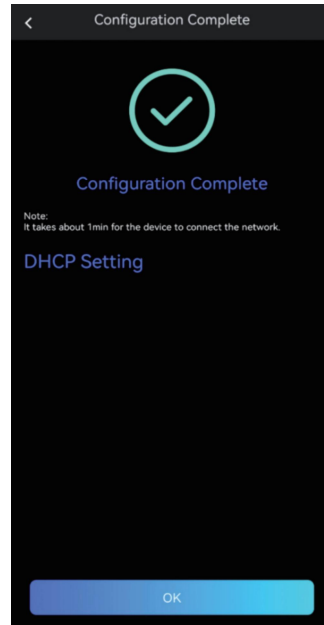 Configuration Complete
Configuration Complete
Note:
It takes about 1min for the device to connect the network.
DHCP Setting
OK